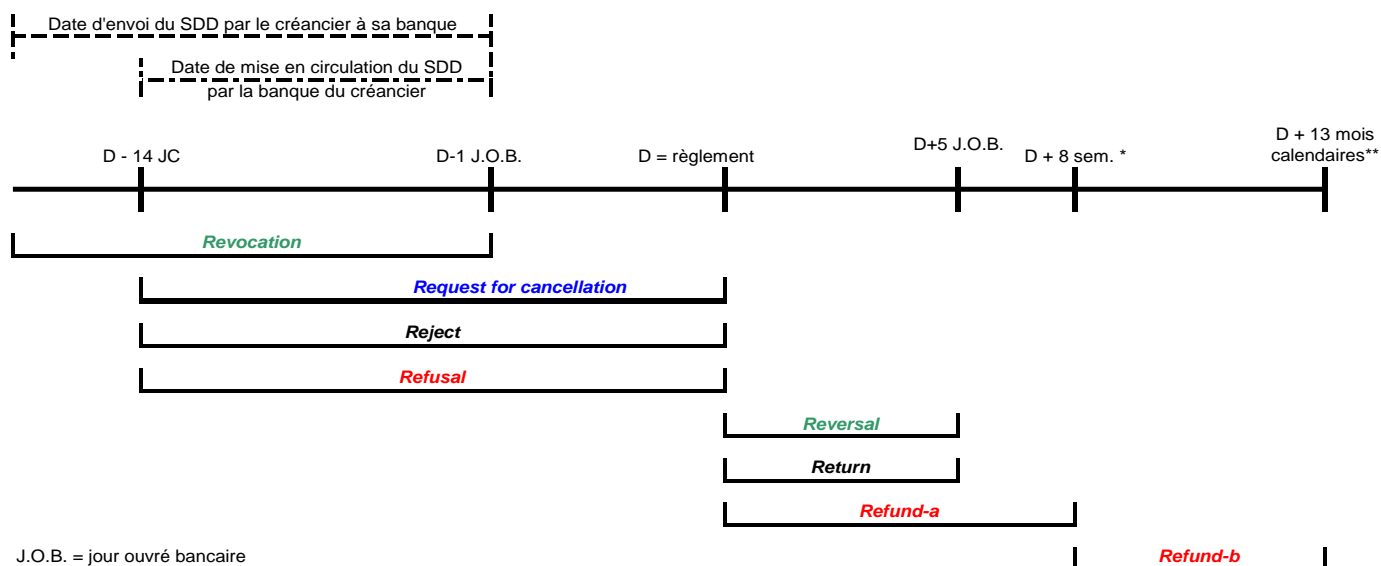 Date d'envoi du SDD par le créancier à sa banque
Date de mise en circulation du SDD
par la banque du créancier
D - 14 JC
D-1 J.O.B.
D = règlement
D+5 J.O.B.
D + 8 sem. *
D + 13 mois
calendaires**
Revocation
Request for cancellation
Reject
Refusal
Reversal
Return
Refund-a
J.O.B. = jour ouvré bancaire
Refund-b